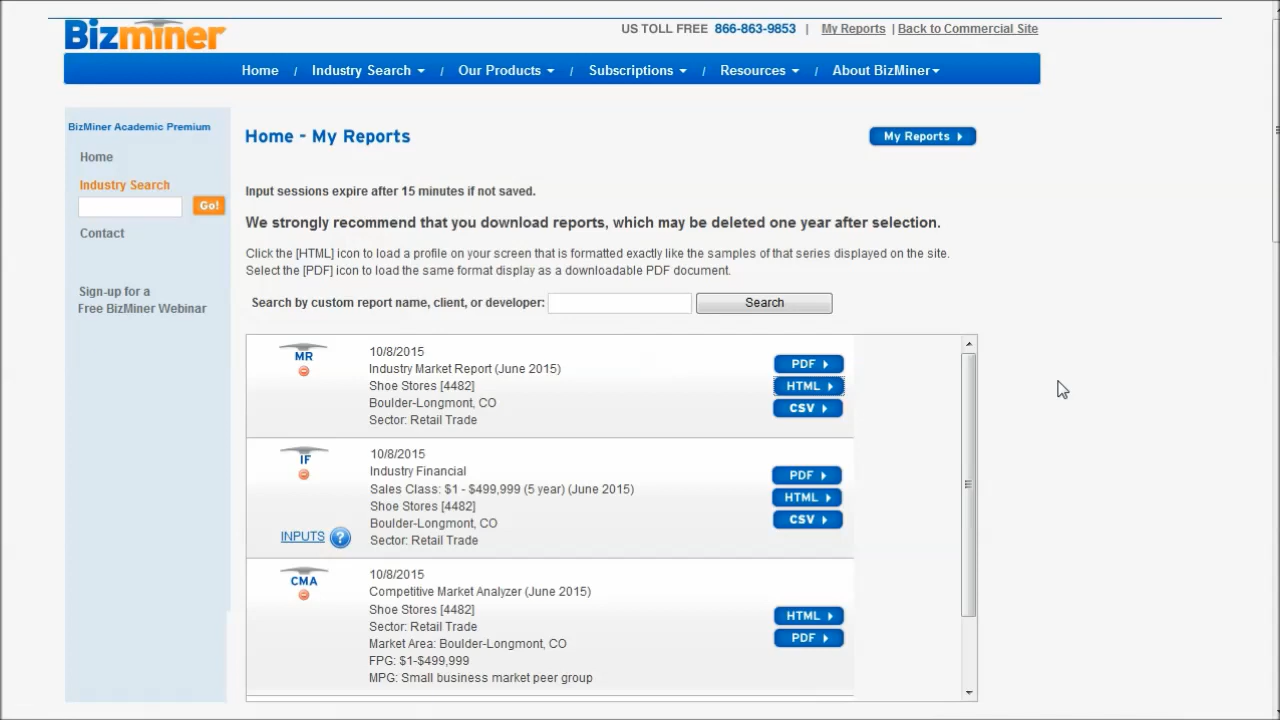 Bizminer
US TOLL FREE 866-863-9853 | My Reports | Back to Commercial Site
Home / Industry Search / Our Products / Subscriptions / Resources / About BizMiner
BizMiner Academic Premium
Home
Industry Search
Go!
Contact
Sign-up for a
Free BizMiner Webinar
Home - My Reports
My Reports
Input sessions expire after 15 minutes if not saved.
We strongly recommend that you download reports, which may be deleted one year after selection.
Click the [HTML] icon to load a profile on your screen that is formatted exactly like the samples of that series displayed on the site.
Select the [PDF] icon to load the same format display as a downloadable PDF document.
Search by custom report name, client, or developer: Search
MR
10/8/2015
Industry Market Report (June 2015)
Shoe Stores [4482]
Boulder-Longmont, CO
Sector: Retail Trade
PDF
HTML
CSV
IF
INPUTS ?
10/8/2015
Industry Financial
Sales Class: $1 - $499,999 (5 year) (June 2015)
Shoe Stores [4482]
Boulder-Longmont, CO
Sector: Retail Trade
PDF
HTML
CSV
CMA
10/8/2015
Competitive Market Analyzer (June 2015)
Shoe Stores [4482]
Sector: Retail Trade
Market Area: Boulder-Longmont, CO
FPG: $1-$499,999
MPG: Small business market peer group
HTML
PDF